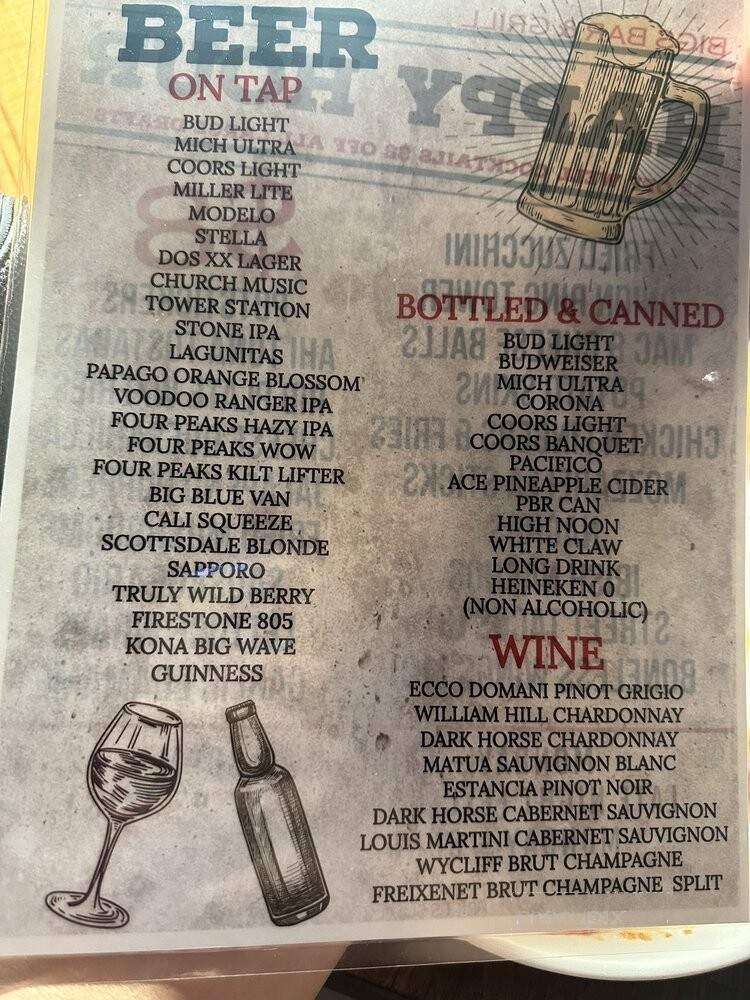 BEER
ON TAP
BUD LIGHT
MICH ULTRA
COORS LIGHT
MILLER LITE
MODELO
STELLA
DOS XX LAGER
CHURCH MUSIC
TOWER STATION
STONE IPA
LAGUNITAS
PAPAGO ORANGE BLOSSOM
VOODOO RANGER IPA
FOUR PEAKS HAZY IPA
FOUR PEAKS WOW
FOUR PEAKS KILT LIFTER
BIG BLUE VAN
CALI SQUEEZE
SCOTTSDALE BLONDE
SAPPORO
TRULY WILD BERRY
FIRESTONE 805
KONA BIG WAVE
GUINNESS
BOTTLED & CANNED
BUD LIGHT
BUDWEISER
MICH ULTRA
CORONA
COORS LIGHT
COORS BANQUET
PACIFICO
ACE PINEAPPLE CIDER
PBR CAN
HIGH NOON
WHITE CLAW
LONG DRINK
HEINEKEN 0
(NON ALCOHOLIC)
WINE
ECCO DOMANI PINOT GRIGIO
WILLIAM HILL CHARDONNAY
DARK HORSE CHARDONNAY
MATUA SAUVIGNON BLANC
ESTANCIA PINOT NOIR
DARK HORSE CABERNET SAUVIGNON
LOUIS MARTINI CABERNET SAUVIGNON
WYCLIFF BRUT CHAMPAGNE
FREIXENET BRUT CHAMPAGNE SPLIT